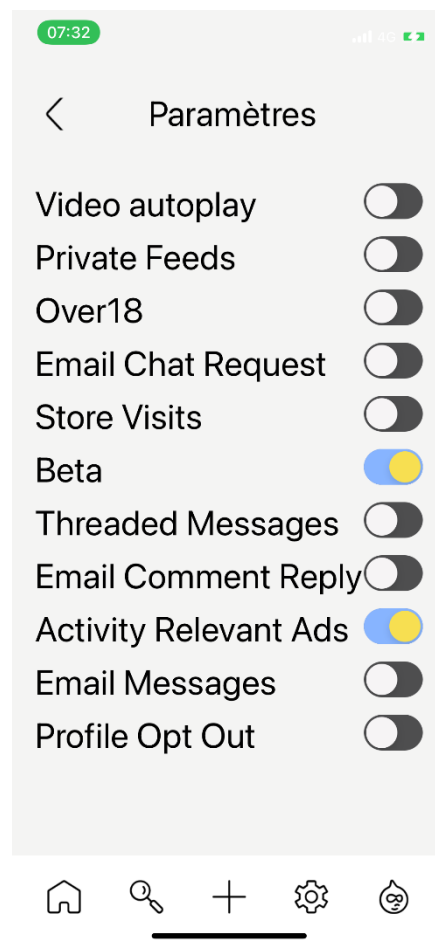 07:32
4G
Paramètres
Video autoplay
Private Feeds
Over18
Email Chat Request
Store Visits
Beta
Threaded Messages
Email Comment Reply
Activity Relevant Ads
Email Messages
Profile Opt Out